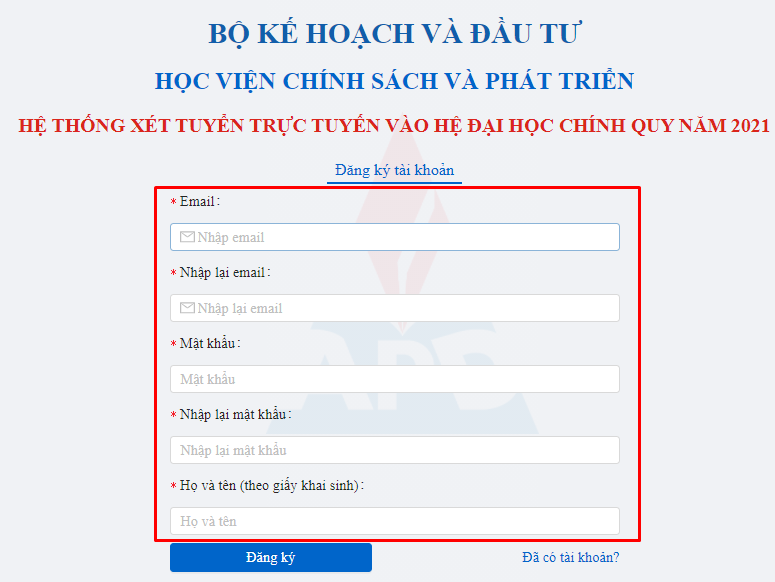 BỘ KẾ HOẠCH VÀ ĐẦU TƯ
HỌC VIỆN CHÍNH SÁCH VÀ PHÁT TRIỂN
HỆ THỐNG XÉT TUYỂN TRỰC TUYẾN VÀO HỆ ĐẠI HỌC CHÍNH QUY NĂM 2021
Đăng ký tài khoản
* Email:
Nhập email
* Nhập lại email:
Nhập lại email
* Mật khẩu:
Mật khẩu
* Nhập lại mật khẩu:
Nhập lại mật khẩu
* Họ và tên (theo giấy khai sinh):
Họ và tên
Đăng ký Đã có tài khoản?
APD